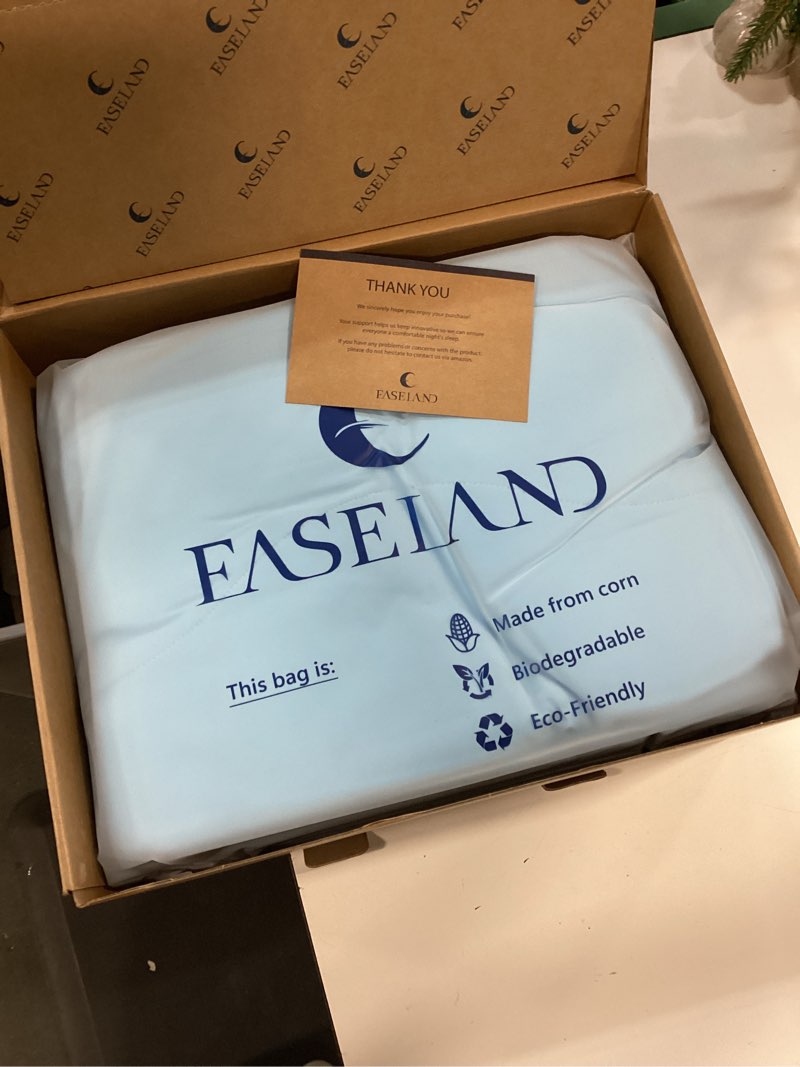 EASELAND
EASELAND
EASELAND
EASELAND
EASELAND
EASELAND
EASELAND
EASELAND
EASELAND
EASELAND
EASELAND
THANK YOU
We sincerely hope you enjoy your purchase!
Your support helps us keep innovative so we can ensure
everyone a comfortable night's sleep.
If you have any problems or concerns with the product,
please do not hesitate to contact us via amazon.
EASELAND
EASELAND
This bag is:
Made from corn
Biodegradable
Eco-Friendly